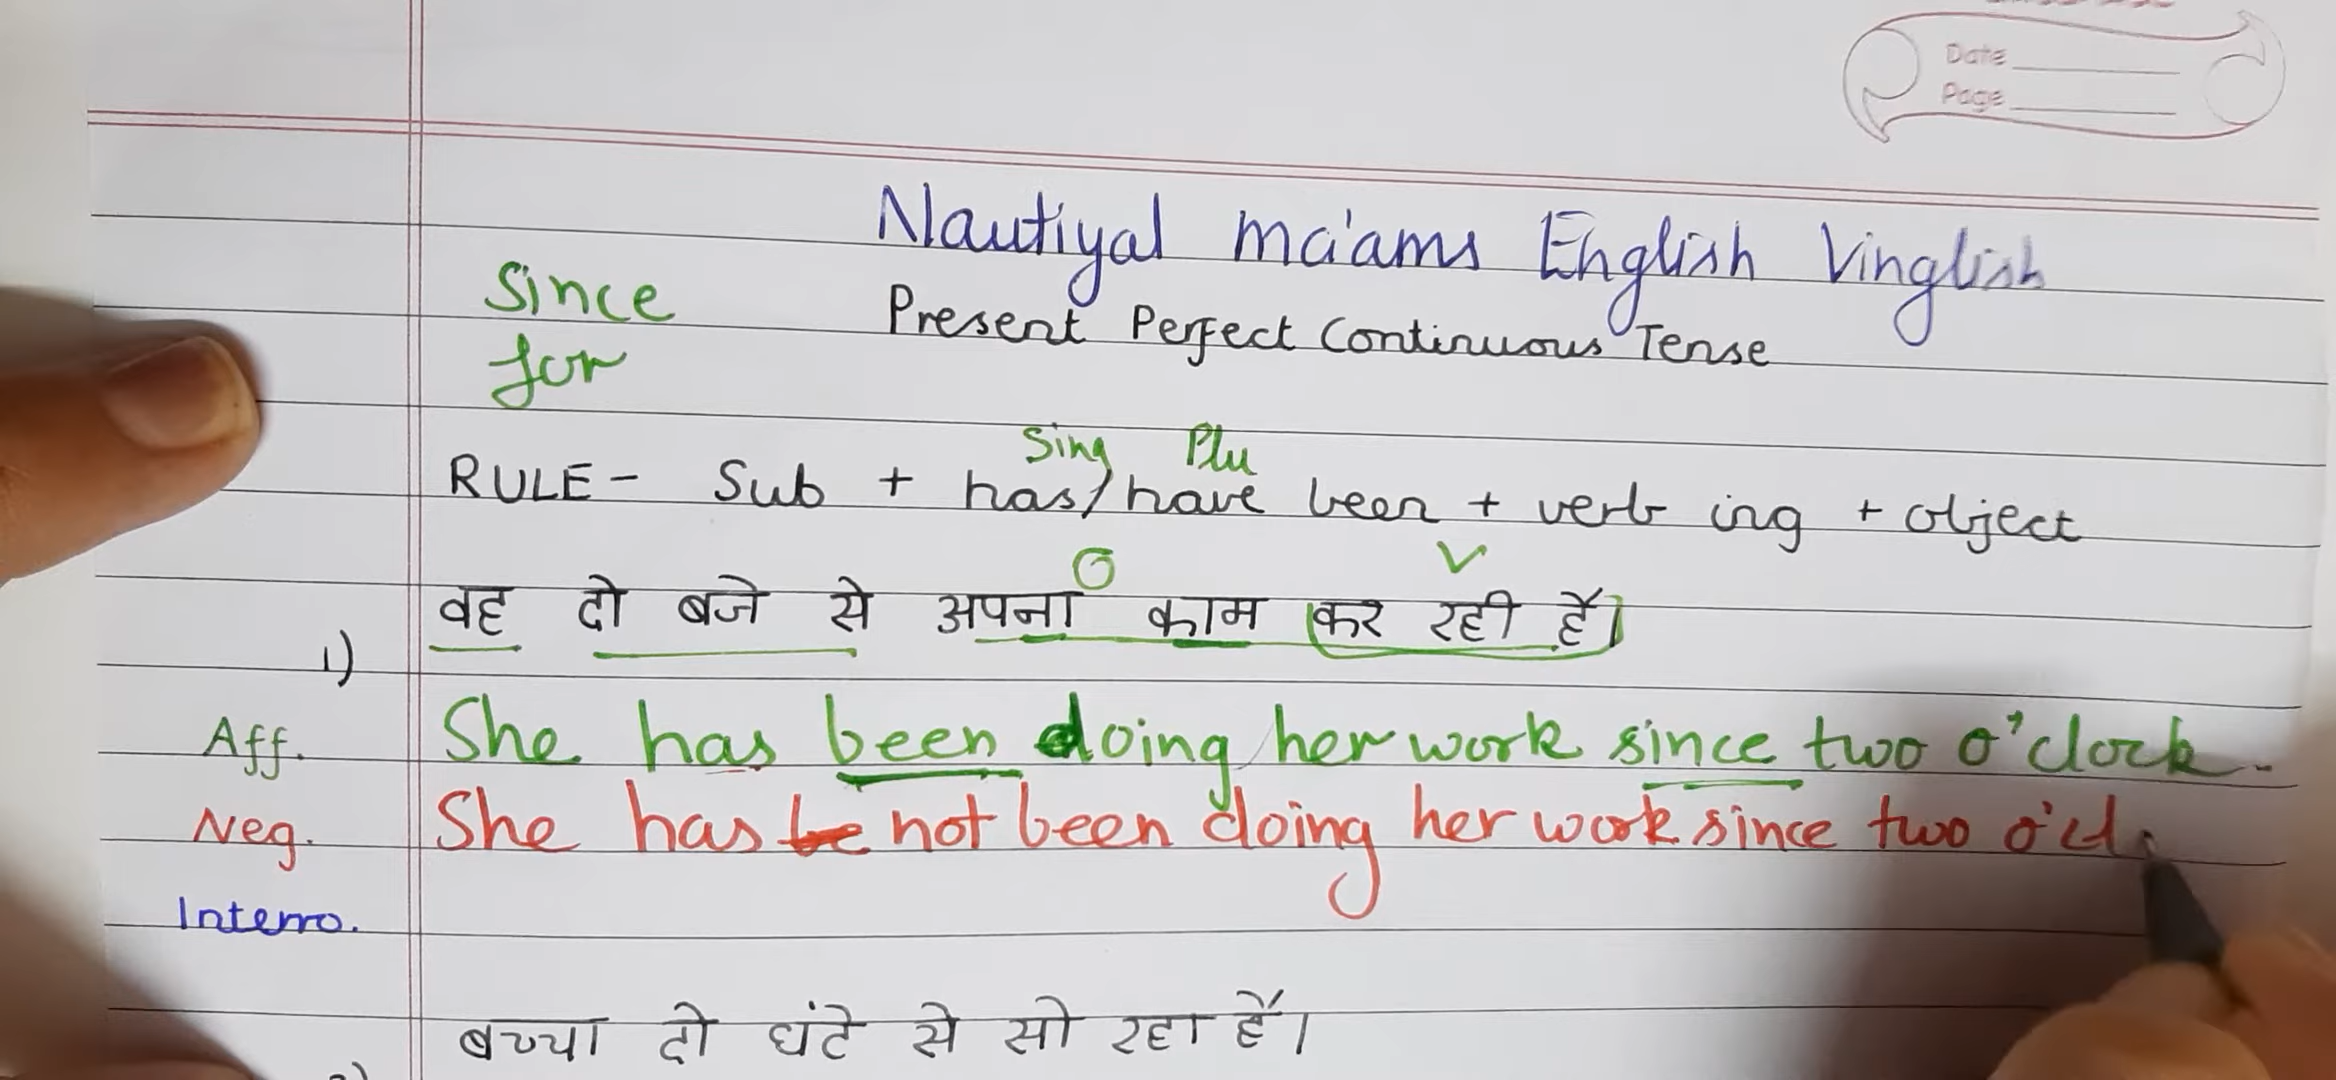 Date
Page
Nautiyal ma'ams English Vinglish
Since
Present Perfect Continuous Tense
for
Sing Plu
RULE - Sub + has/have been + verb ing + object
O V
वह दो बजे से अपना काम कर रही हैं।
1)
Aff. She has been doing her work since two o'clock.
Neg. She has be not been doing her work since two o'cl
Interro.
बच्चा दो घंटे से सो रहा हैं।